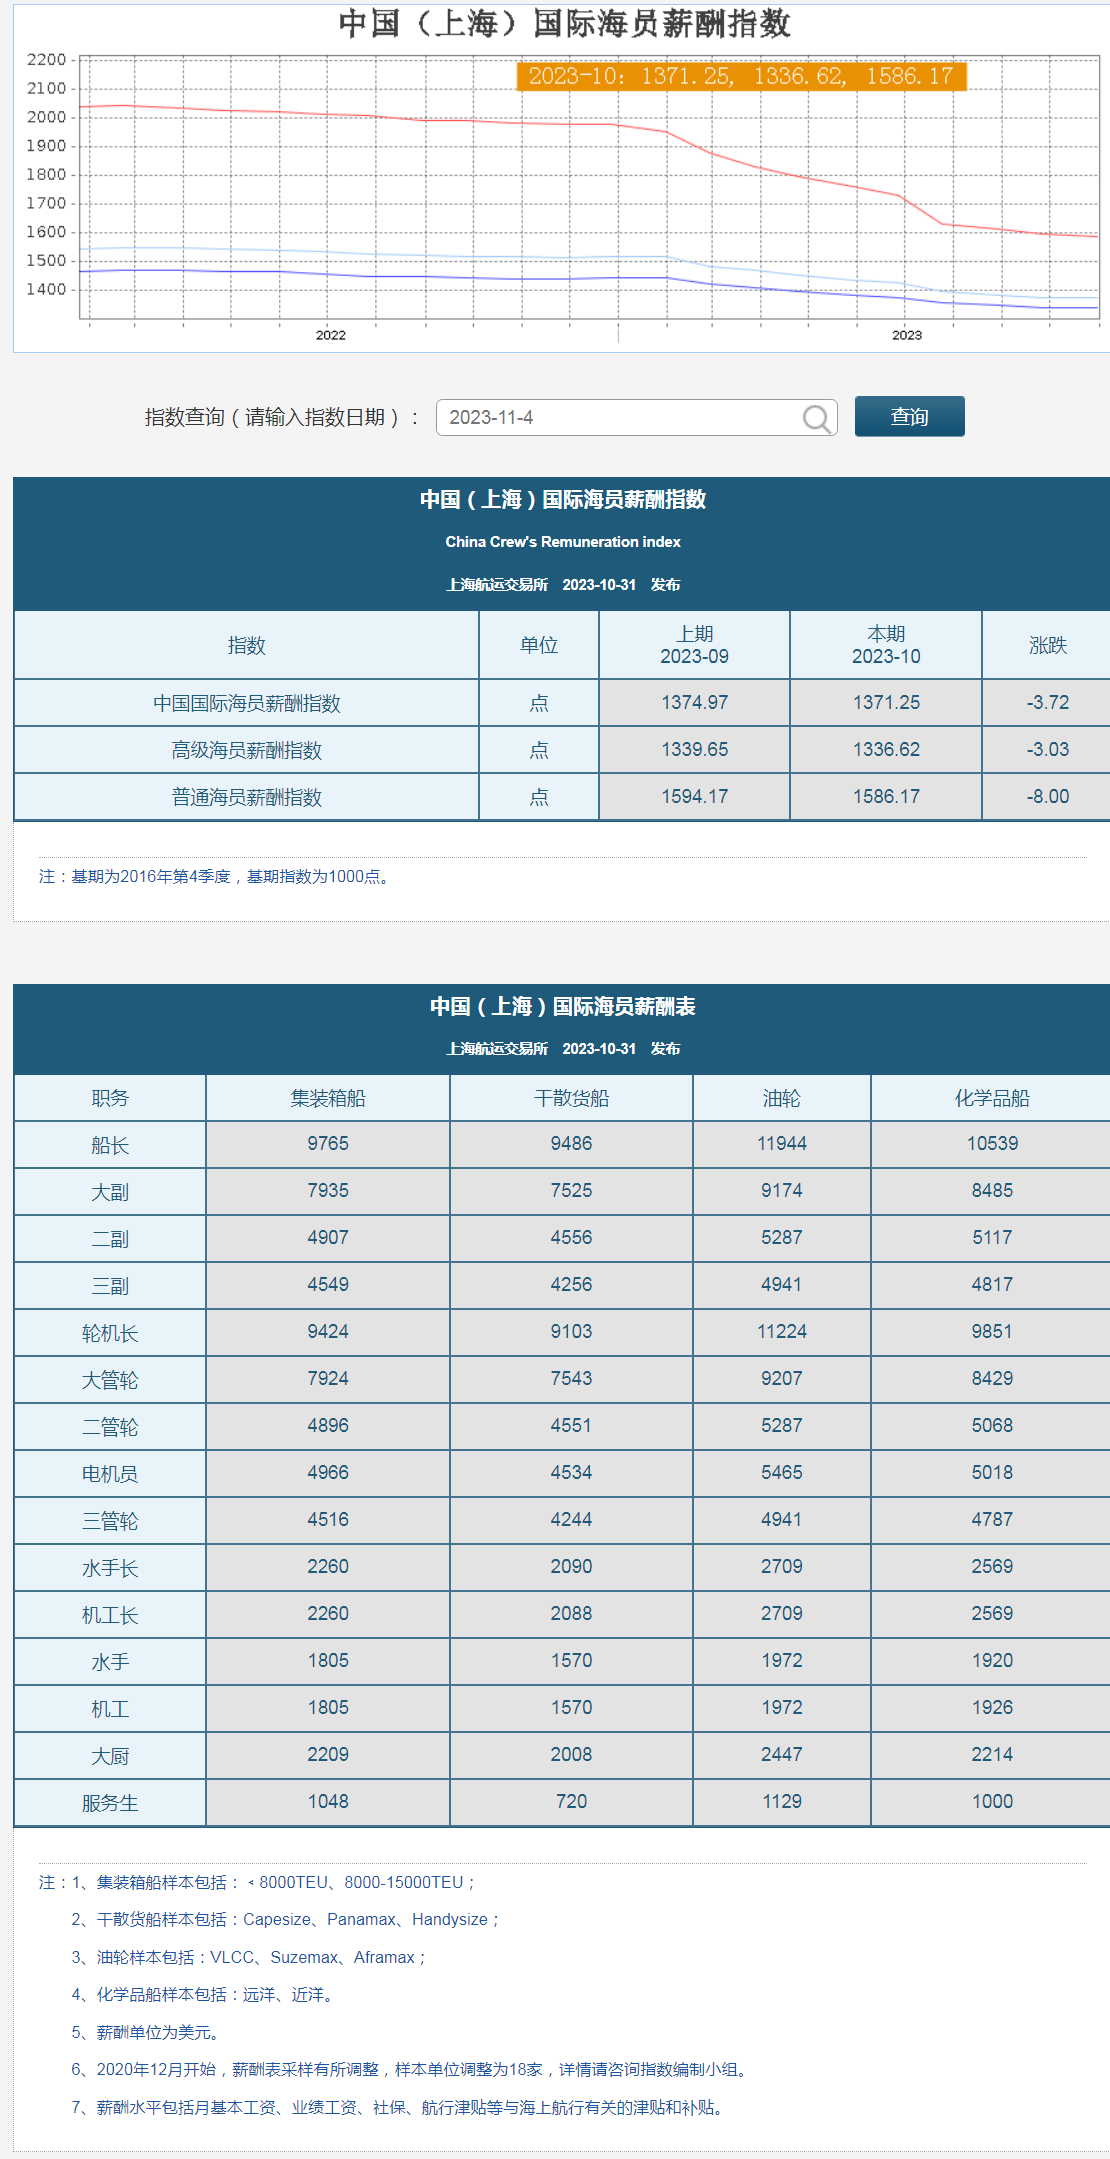 中国（上海）国际海员薪酬指数
2023-10: 1371.25, 1336.62, 1586.17
2200
2100
2000
1900
1800
1700
1600
1500
1400
2022 2023
指数查询（请输入指数日期）： 2023-11-4 查询
中国（上海）国际海员薪酬指数
China Crew's Remuneration index
上海航运交易所 2023-10-31 发布
指数 单位 上期 2023-09 本期 2023-10 涨跌
中国国际海员薪酬指数 点 1374.97 1371.25 -3.72
高级海员薪酬指数 点 1339.65 1336.62 -3.03
普通海员薪酬指数 点 1594.17 1586.17 -8.00
注：基期为2016年第4季度，基期指数为1000点。
中国（上海）国际海员薪酬表
上海航运交易所 2023-10-31 发布
职务 集装箱船 干散货船 油轮 化学品船
船长 9765 9486 11944 10539
大副 7935 7525 9174 8485
二副 4907 4556 5287 5117
三副 4549 4256 4941 4817
轮机长 9424 9103 11224 9851
大管轮 7924 7543 9207 8429
二管轮 4896 4551 5287 5068
电机员 4966 4534 5465 5018
三管轮 4516 4244 4941 4787
水手长 2260 2090 2709 2569
机工长 2260 2088 2709 2569
水手 1805 1570 1972 1920
机工 1805 1570 1972 1926
大厨 2209 2008 2447 2214
服务生 1048 720 1129 1000
注：1、集装箱船样本包括：﹤8000TEU、8000-15000TEU；
2、干散货船样本包括：Capesize、Panamax、Handysize；
3、油轮样本包括：VLCC、Suzemax、Aframax；
4、化学品船样本包括：远洋、近洋。
5、薪酬单位为美元。
6、2020年12月开始，薪酬表采样有所调整，样本单位调整为18家，详情请咨询指数编制小组。
7、薪酬水平包括月基本工资、业绩工资、社保、航行津贴等与海上航行有关的津贴和补贴。